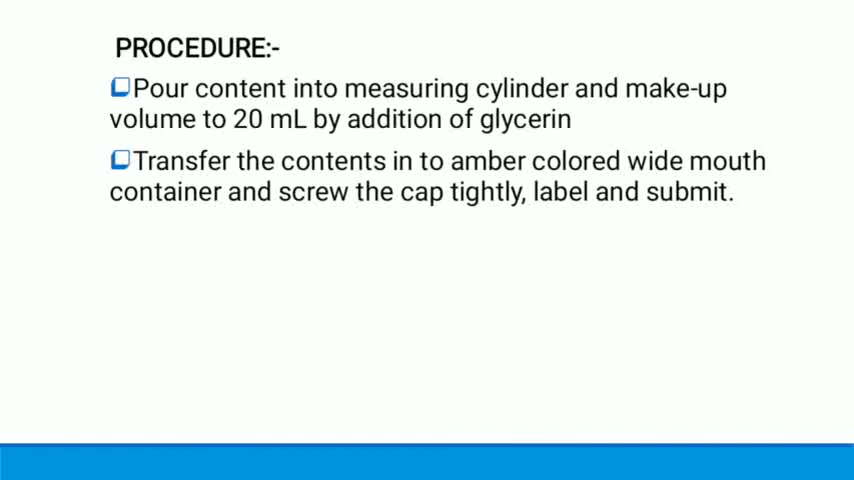 PROCEDURE:-
❑Pour content into measuring cylinder and make-up
volume to 20 mL by addition of glycerin
❑Transfer the contents in to amber colored wide mouth
container and screw the cap tightly, label and submit.